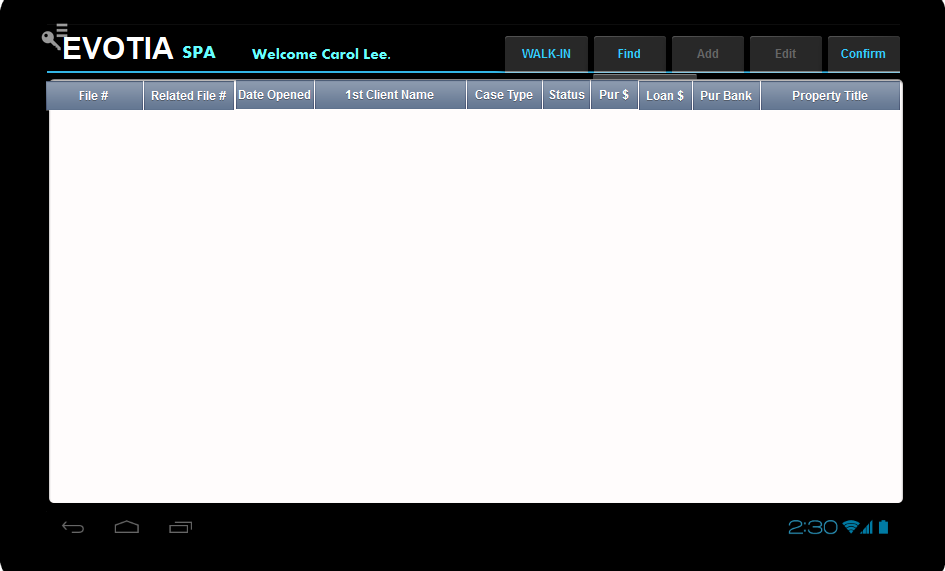 EVOTIA SPA Welcome Carol Lee. WALK-IN Find Add Edit Confirm
File # Related File # Date Opened 1st Client Name Case Type Status Pur $ Loan $ Pur Bank Property Title
2:30